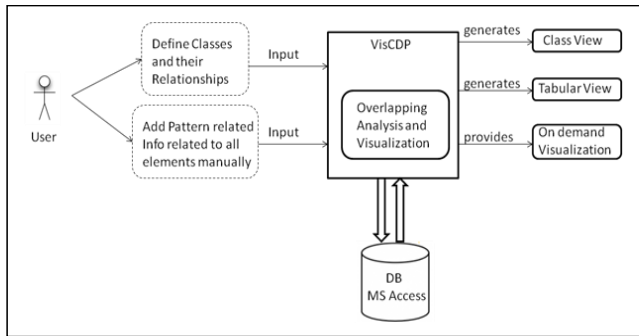 User
Define Classes
and their
Relationships
Add Pattern related
Info related to all
elements manually
Input
Input
VisCDP
Overlapping
Analysis and
Visualization
generates
Class View
generates
Tabular View
provides
On demand
Visualization
DB
MS Access